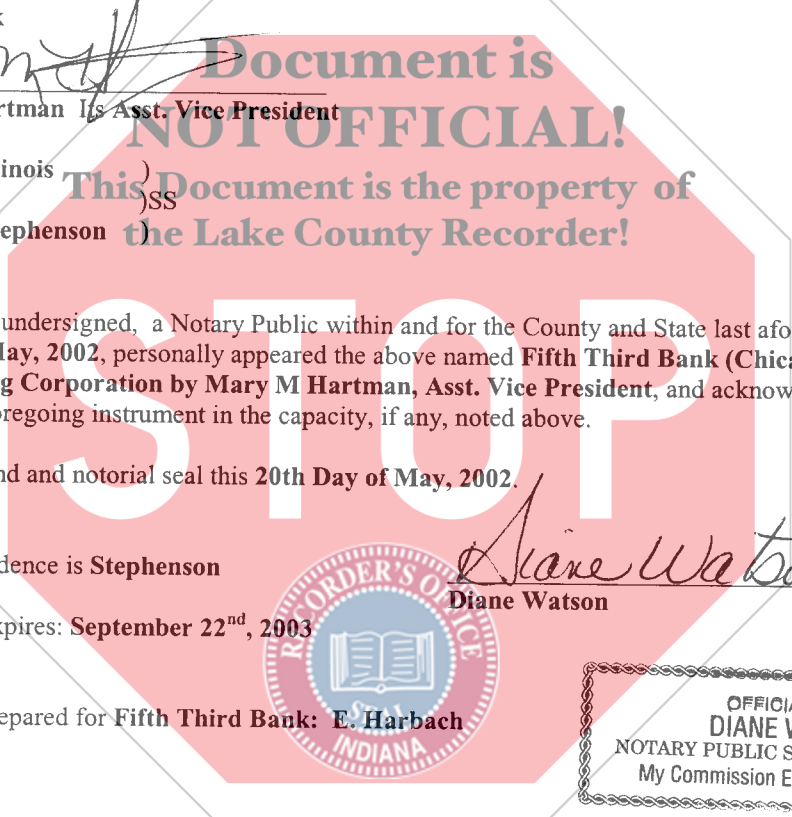 Document is
rtman Its Asst. Vice President
NOT OFFICIAL!
inois )
This Document is the property of
)SS
ephenson )
the Lake County Recorder!
undersigned, a Notary Public within and for the County and State last afo
May, 2002, personally appeared the above named Fifth Third Bank (Chica
g Corporation by Mary M Hartman, Asst. Vice President, and acknow
oregoing instrument in the capacity, if any, noted above.
STOP
nd and notorial seal this 20th Day of May, 2002.
dence is Stephenson
Diane Wats
Diane Watson
xpires: September 22nd, 2003
RECORDER'S OFFICE
SEAL
INDIANA
epared for Fifth Third Bank: E. Harbach
OFFICIA
DIANE W
NOTARY PUBLIC S
My Commission E